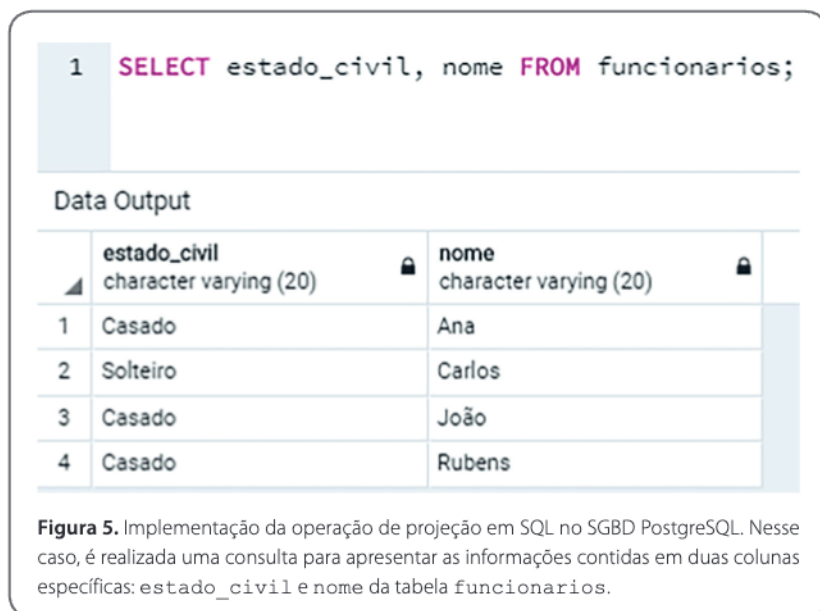 1 SELECT estado_civil, nome FROM funcionarios;
Data Output
estado_civil nome
character varying (20) character varying (20)
1 Casado Ana
2 Solteiro Carlos
3 Casado João
4 Casado Rubens
Figura 5. Implementação da operação de projeção em SQL no SGBD PostgreSQL. Nesse
caso, é realizada uma consulta para apresentar as informações contidas em duas colunas
específicas: estado_civil e nome da tabela funcionarios.